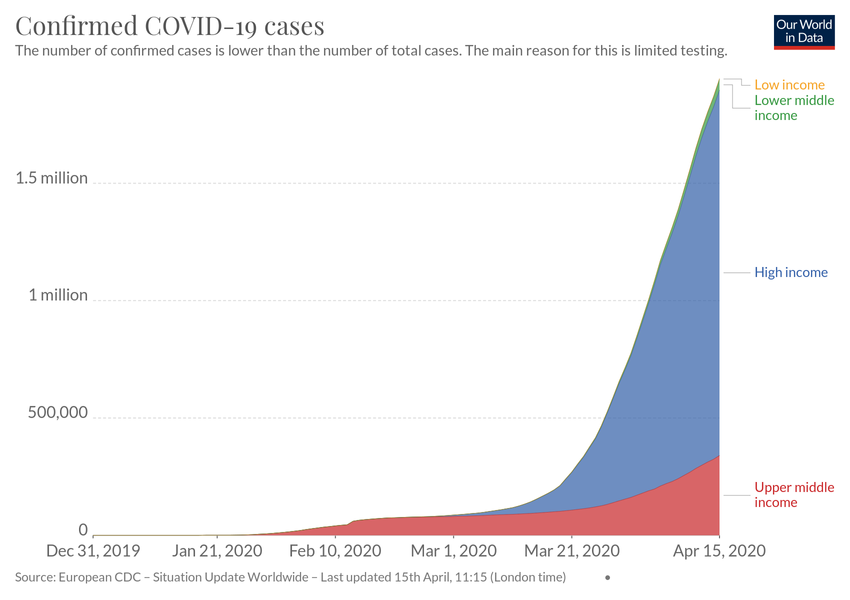 Confirmed COVID-19 cases
Our World
in Data
The number of confirmed cases is lower than the number of total cases. The main reason for this is limited testing.
Low income
Lower middle
income
1.5 million
High income
1 million
500,000
Upper middle
income
0
Dec 31, 2019 Jan 21, 2020 Feb 10, 2020 Mar 1, 2020 Mar 21, 2020 Apr 15, 2020
Source: European CDC – Situation Update Worldwide – Last updated 15th April, 11:15 (London time) •